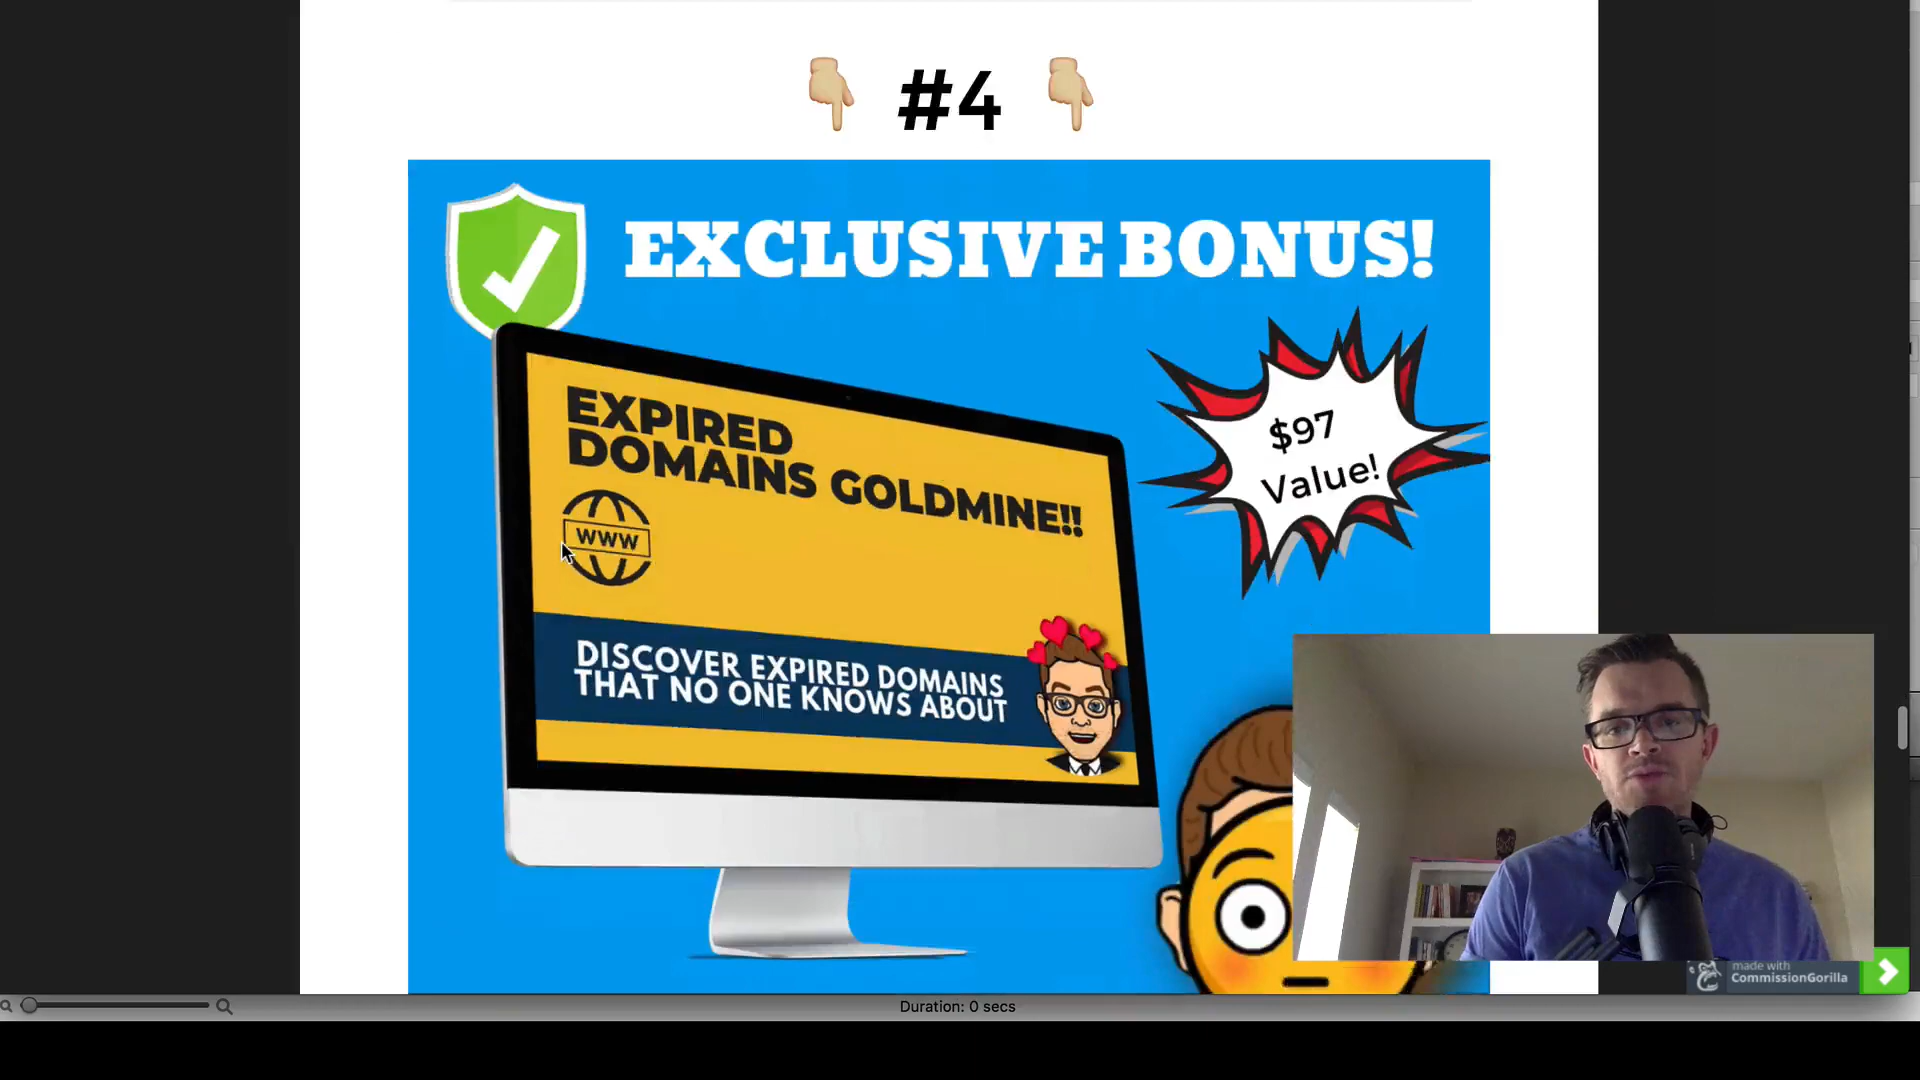 #4
EXCLUSIVE BONUS!
$97
Value!
EXPIRED
DOMAINS GOLDMINE!!
WWW
DISCOVER EXPIRED DOMAINS
THAT NO ONE KNOWS ABOUT
made with
CommissionGorilla
Duration: 0 secs